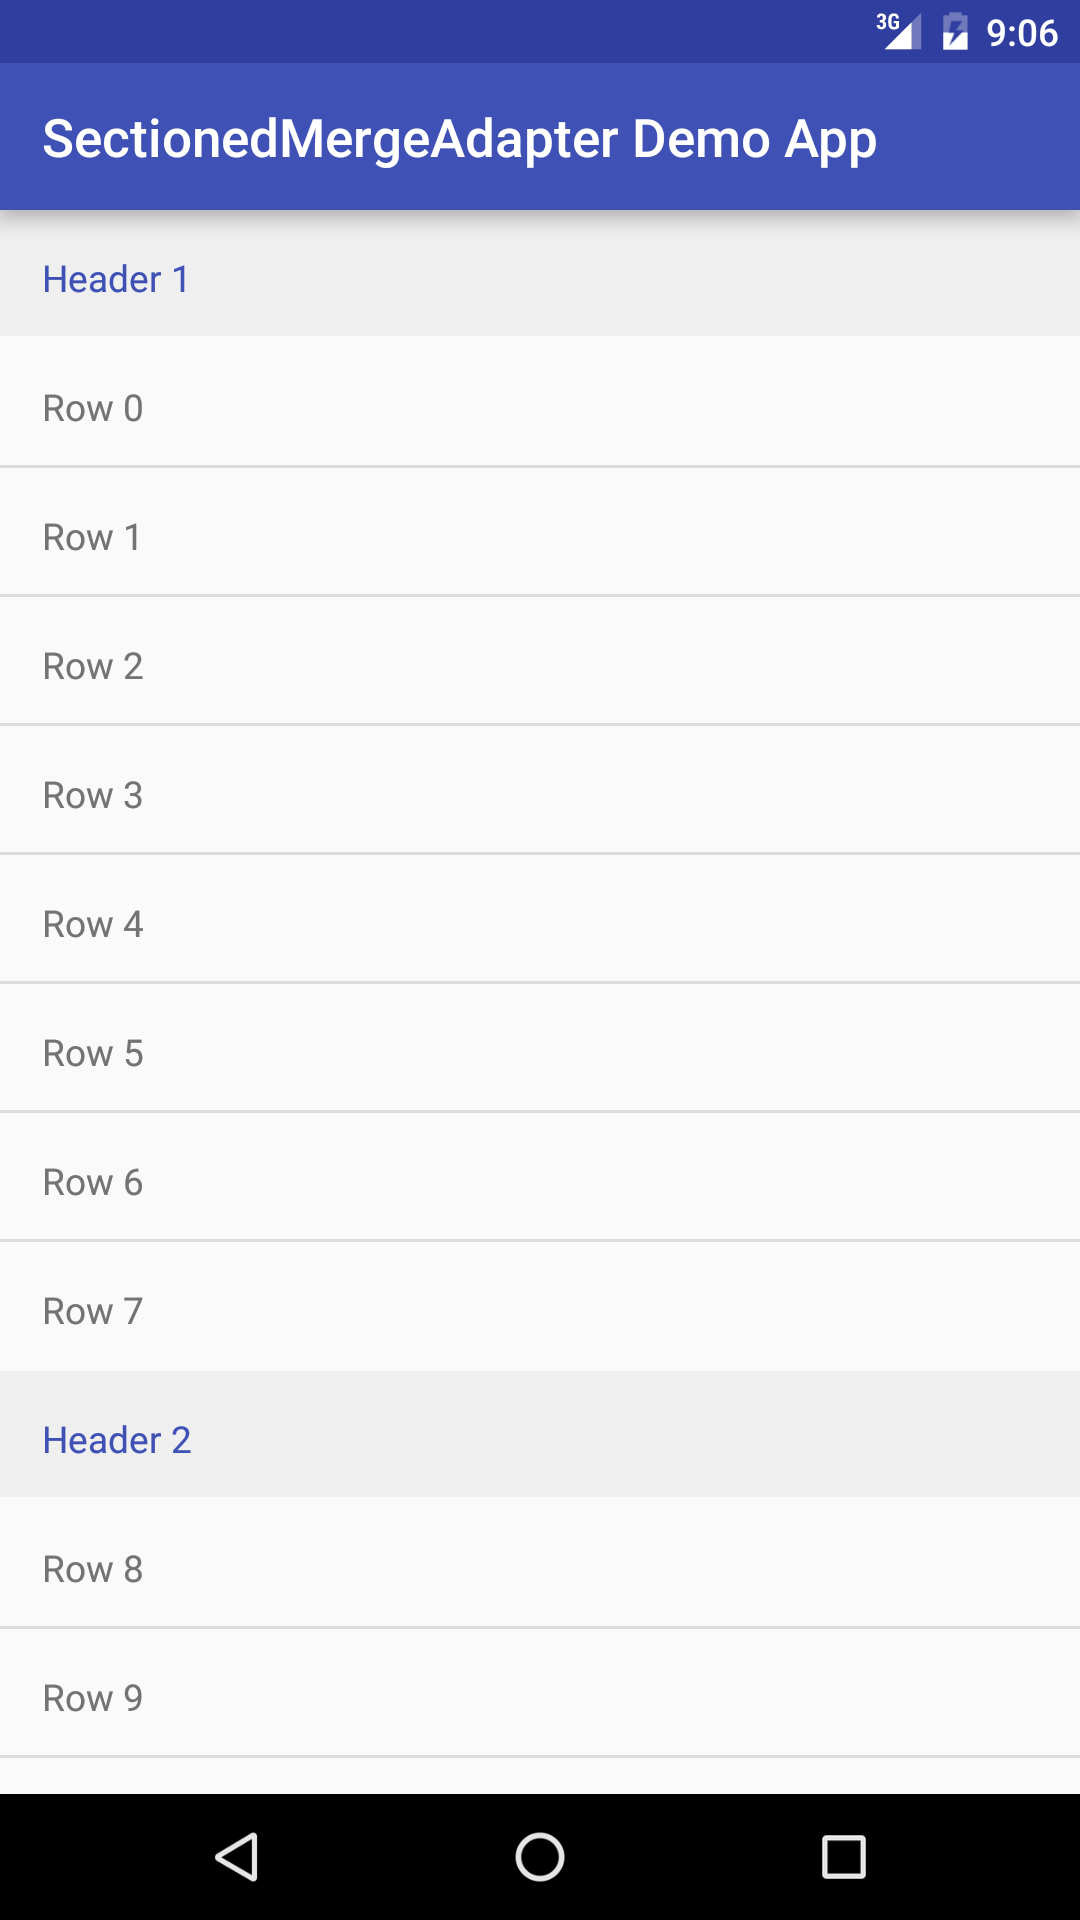 3G 9:06
SectionedMergeAdapter Demo App
Header 1
Row 0
Row 1
Row 2
Row 3
Row 4
Row 5
Row 6
Row 7
Header 2
Row 8
Row 9